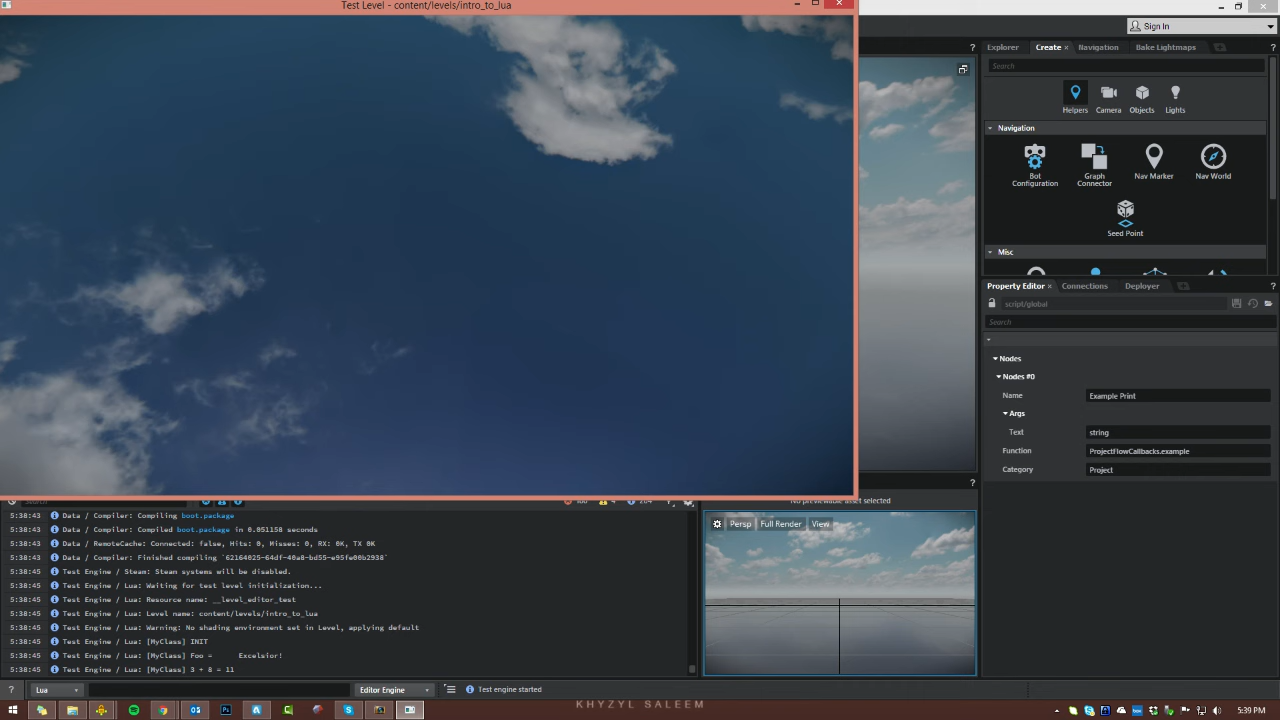 Test Level - content/levels/intro_to_lua
Sign In
Explorer
Create
Navigation
Bake Lightmaps
Search
Helpers
Camera
Objects
Lights
Navigation
Bot Configuration
Graph Connector
Nav Marker
Nav World
Seed Point
Misc
Property Editor
Connections
Deployer
script/global
Search
Nodes
Nodes #0
Name
Example Print
Args
Text
string
Function
ProjectFlowCallbacks.example
Category
Project
No previewable asset selected
Persp
Full Render
View
5:38:43 Data / Compiler: Compiling boot.package
5:38:43 Data / Compiler: Compiled boot.package in 0.051158 seconds
5:38:43 Data / RemoteCache: Connected: false, Hits: 0, Misses: 0, RX: 0K, TX 0K
5:38:43 Data / Compiler: Finished compiling `62164025-64df-40a8-bd55-e95fe00b2938`
5:38:45 Test Engine / Steam: Steam systems will be disabled.
5:38:45 Test Engine / Lua: Waiting for test level initialization...
5:38:45 Test Engine / Lua: Resource name: __level_editor_test
5:38:45 Test Engine / Lua: Level name: content/levels/intro_to_lua
5:38:45 Test Engine / Lua: Warning: No shading environment set in Level, applying default
5:38:45 Test Engine / Lua: [MyClass] INIT
5:38:45 Test Engine / Lua: [MyClass] Foo = Excelsior!
5:38:45 Test Engine / Lua: [MyClass] 3 + 8 = 11
?
Lua
Editor Engine
Test engine started
KHYZYL SALEEM
5:39 PM